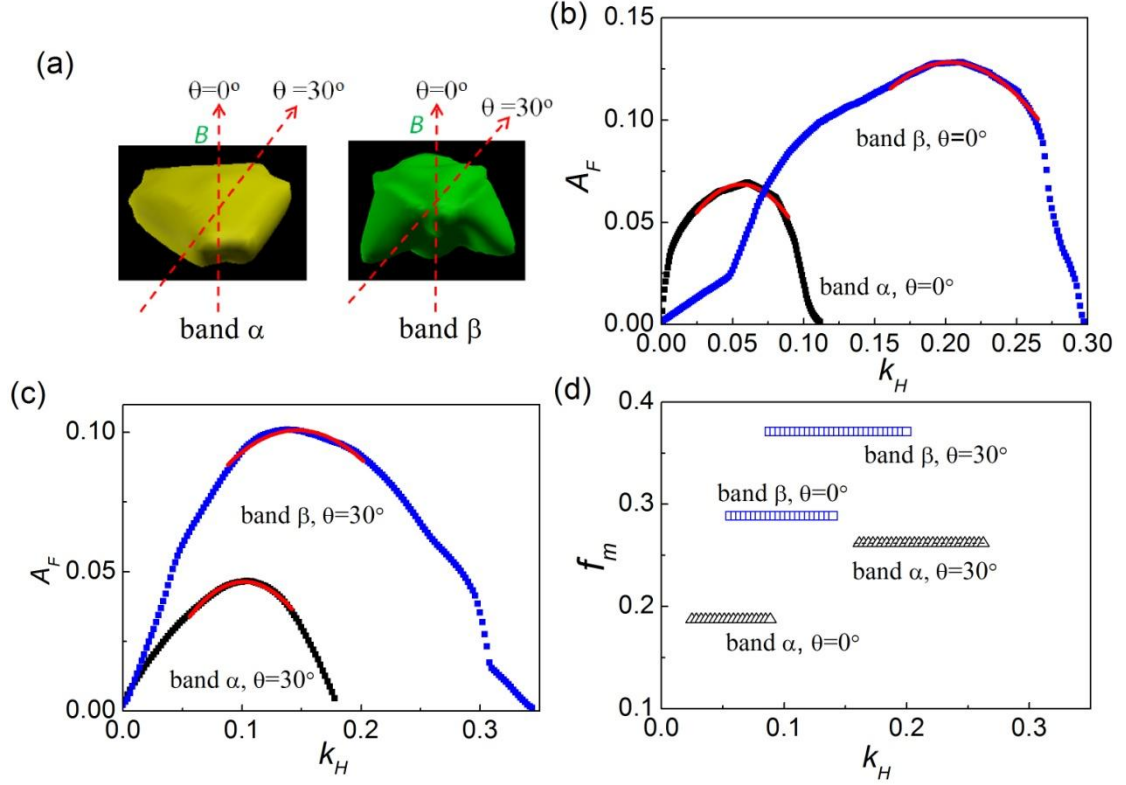 (a)
θ=0°
θ =30°
B
band α
θ=0°
θ =30°
B
band β
(b)
0.15
0.10
0.05
0.00
A_F
band β, θ=0°
band α, θ=0°
0.00 0.05 0.10 0.15 0.20 0.25 0.30
k_H
(c)
0.10
0.05
0.00
A_F
band β, θ=30°
band α, θ=30°
0.0 0.1 0.2 0.3
k_H
(d)
0.4
0.3
0.2
0.1
f_m
band β, θ=30°
band β, θ=0°
band α, θ=30°
band α, θ=0°
0.0 0.1 0.2 0.3
k_H